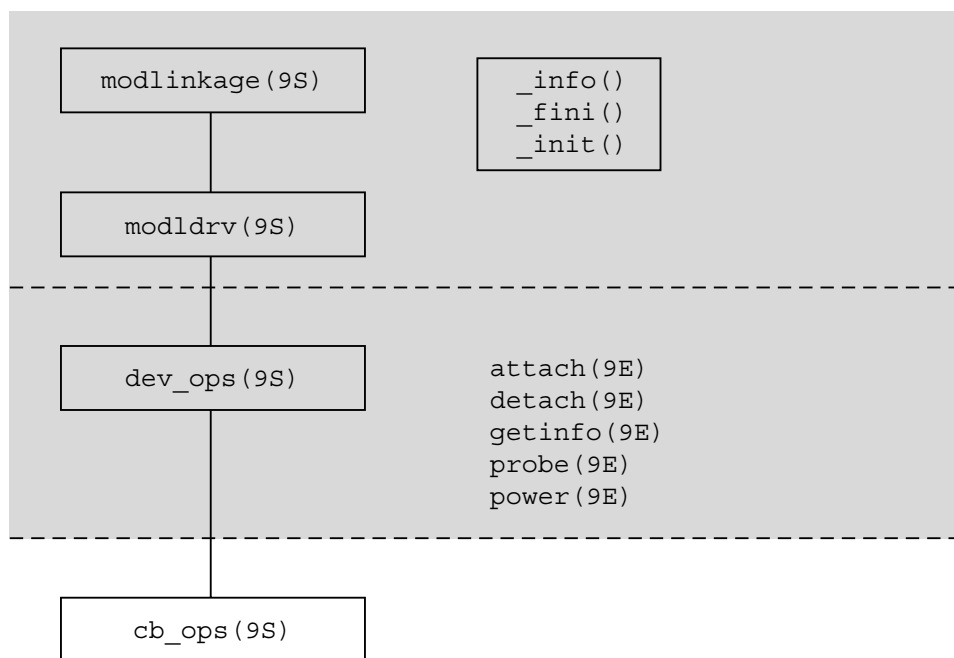 modlinkage(9S)
_info()
_fini()
_init()
modldrv(9S)
dev_ops(9S)
attach(9E)
detach(9E)
getinfo(9E)
probe(9E)
power(9E)
cb_ops(9S)